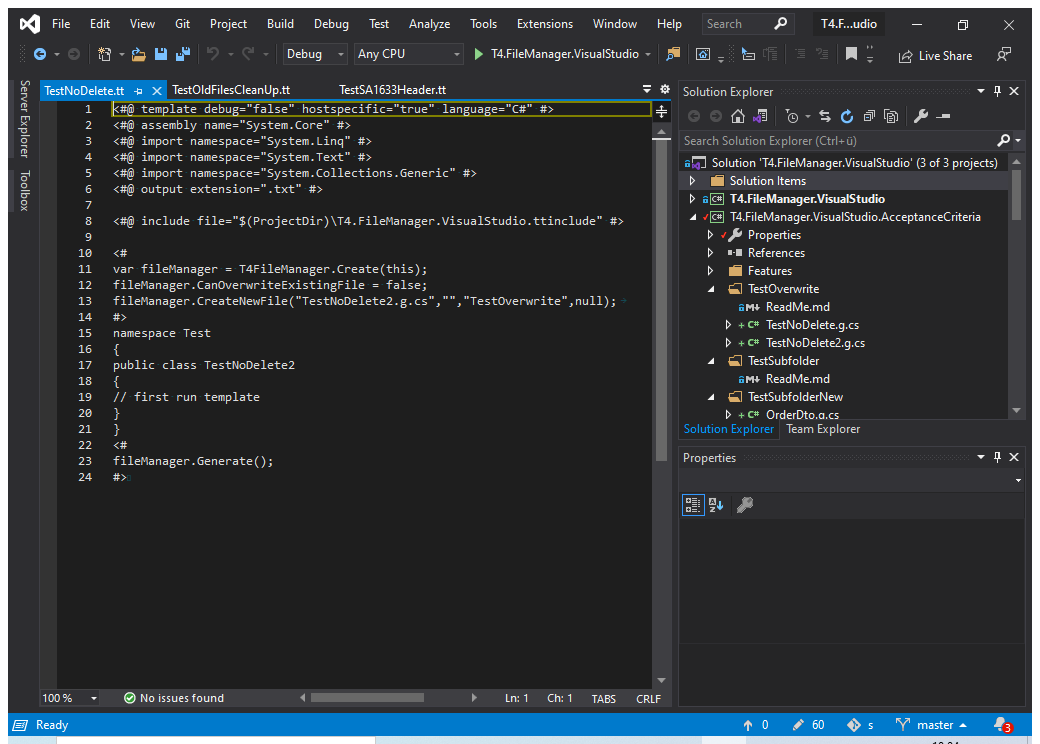 File Edit View Git Project Build Debug Test Analyze Tools Extensions Window Help Search T4.F...udio
Debug Any CPU T4.FileManager.VisualStudio Live Share
Server Explorer
Toolbox
TestNoDelete.tt TestOldFilesCleanUp.tt TestSA1633Header.tt
1 <#@ template debug="false" hostspecific="true" language="C#" #>
2 <#@ assembly name="System.Core" #>
3 <#@ import namespace="System.Linq" #>
4 <#@ import namespace="System.Text" #>
5 <#@ import namespace="System.Collections.Generic" #>
6 <#@ output extension=".txt" #>
7
8 <#@ include file="$(ProjectDir)\T4.FileManager.VisualStudio.ttinclude" #>
9
10 <#
11 var fileManager = T4FileManager.Create(this);
12 fileManager.CanOverwriteExistingFile = false;
13 fileManager.CreateNewFile("TestNoDelete2.g.cs","","TestOverwrite",null);
14 #>
15 namespace Test
16 {
17 public class TestNoDelete2
18 {
19 // first run template
20 }
21 }
22 <#
23 fileManager.Generate();
24 #>
100 % No issues found Ln: 1 Ch: 1 TABS CRLF
Solution Explorer
Search Solution Explorer (Ctrl+ü)
Solution 'T4.FileManager.VisualStudio' (3 of 3 projects)
Solution Items
C# T4.FileManager.VisualStudio
C# T4.FileManager.VisualStudio.AcceptanceCriteria
Properties
References
Features
TestOverwrite
M ReadMe.md
+ C# TestNoDelete.g.cs
+ C# TestNoDelete2.g.cs
TestSubfolder
M ReadMe.md
TestSubfolderNew
+ C# OrderDto.g.cs
Solution Explorer Team Explorer
Properties
Ready 0 60 s master 3